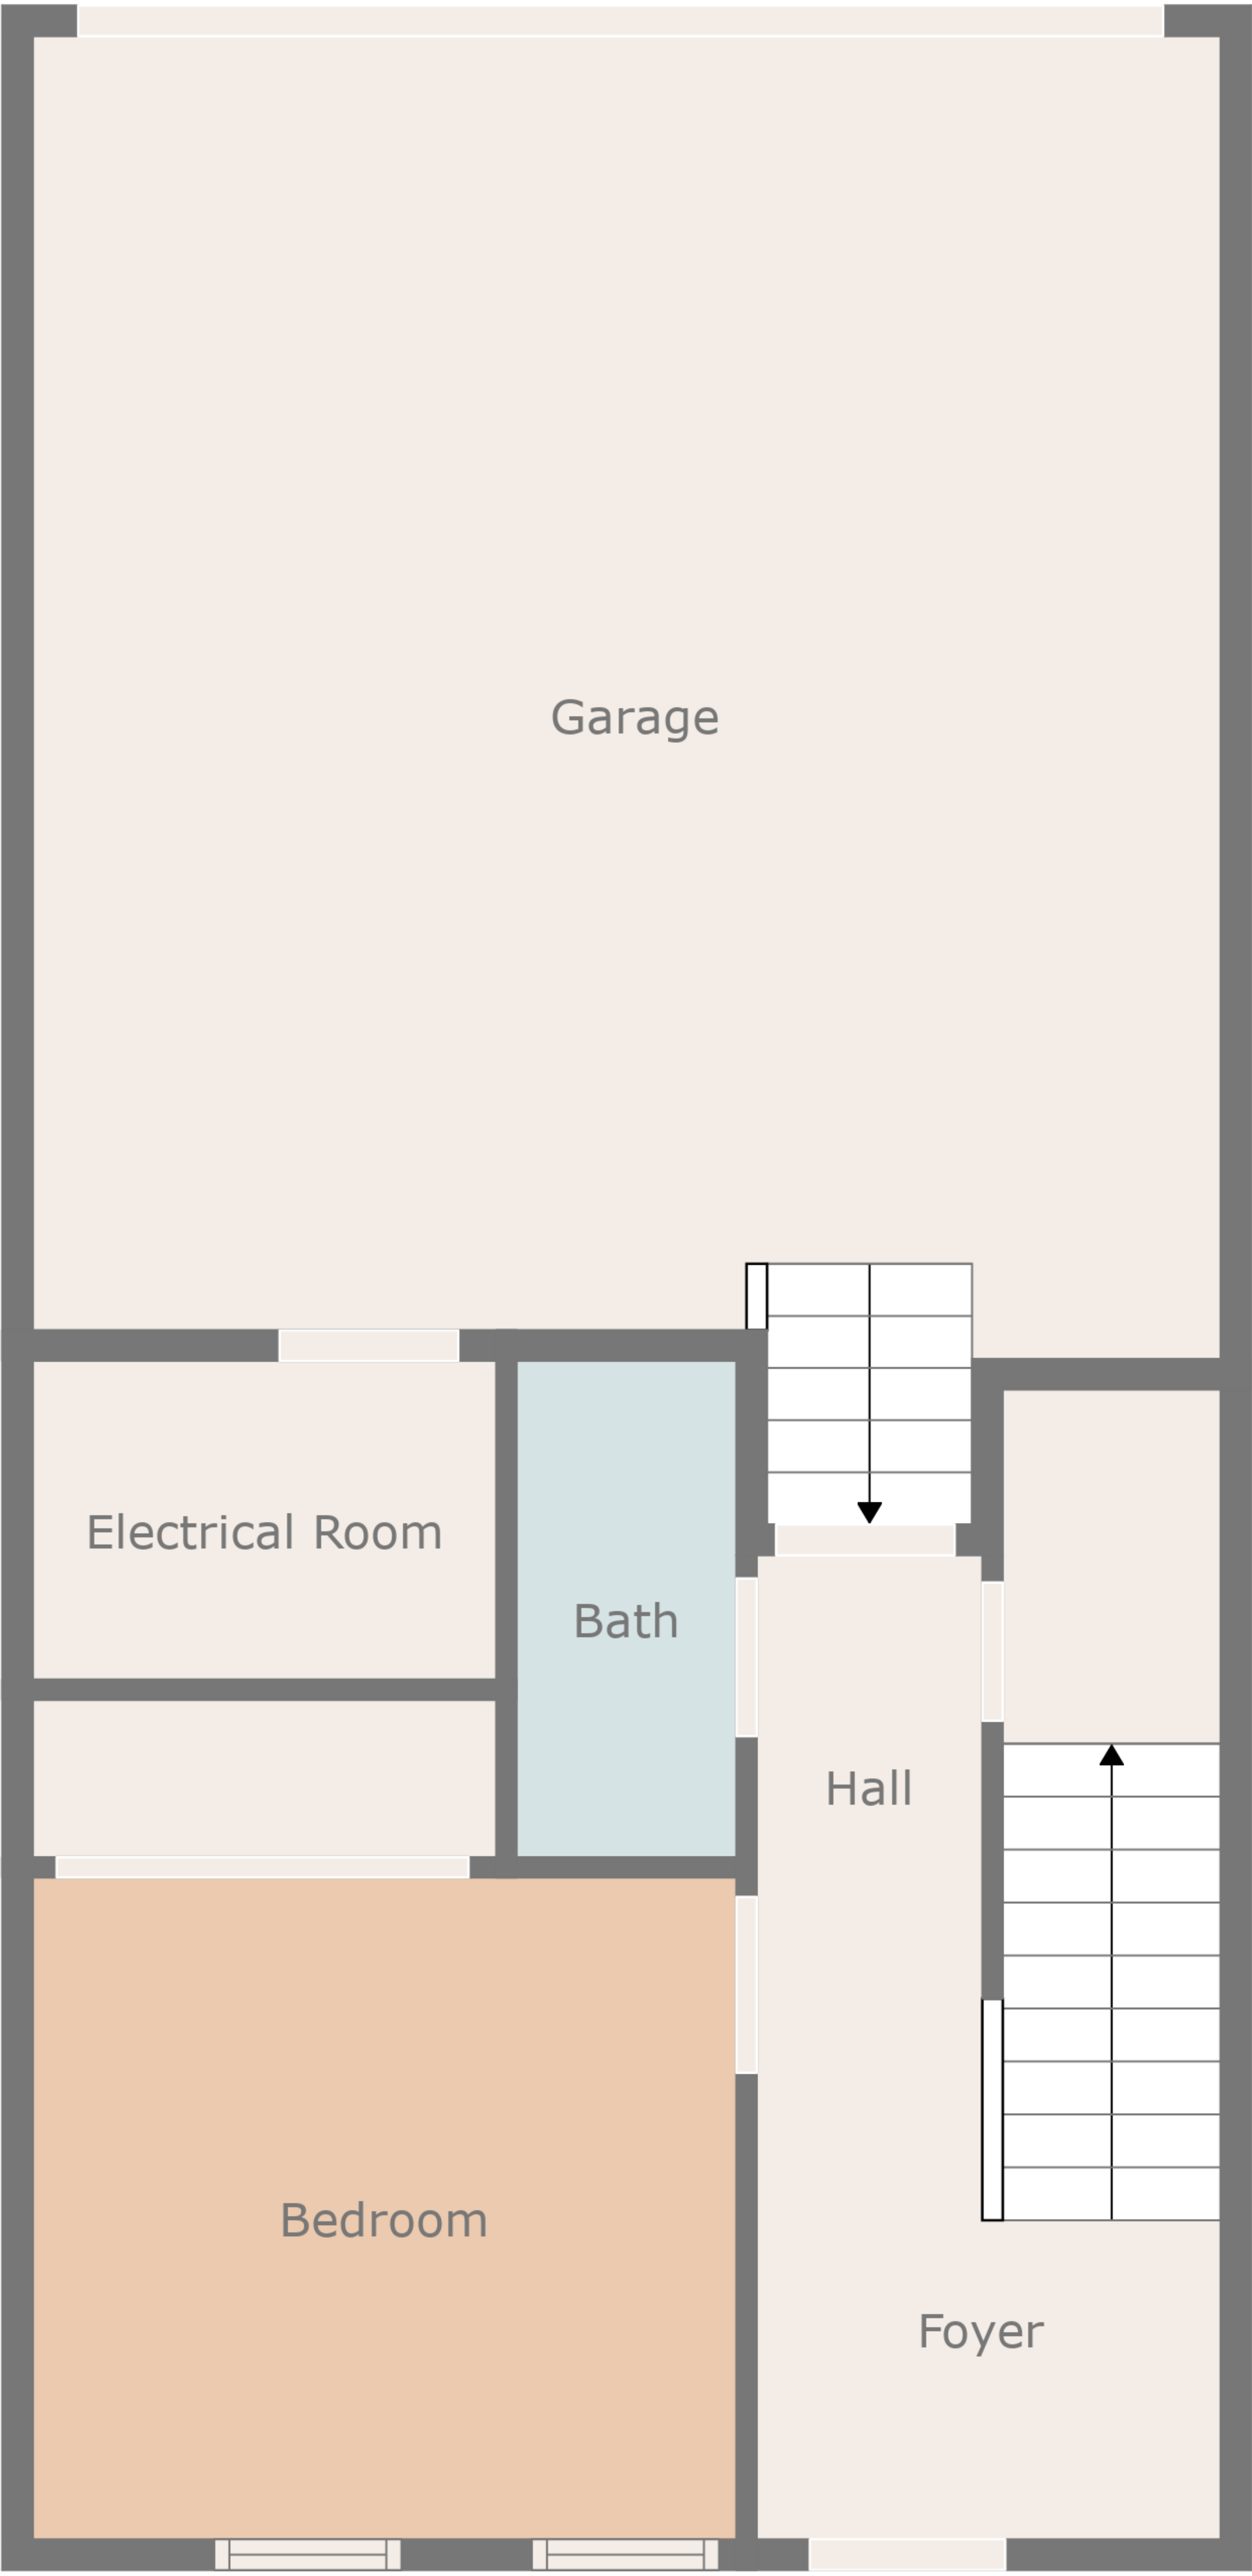 Garage
Electrical Room
Bath
Hall
Bedroom
Foyer